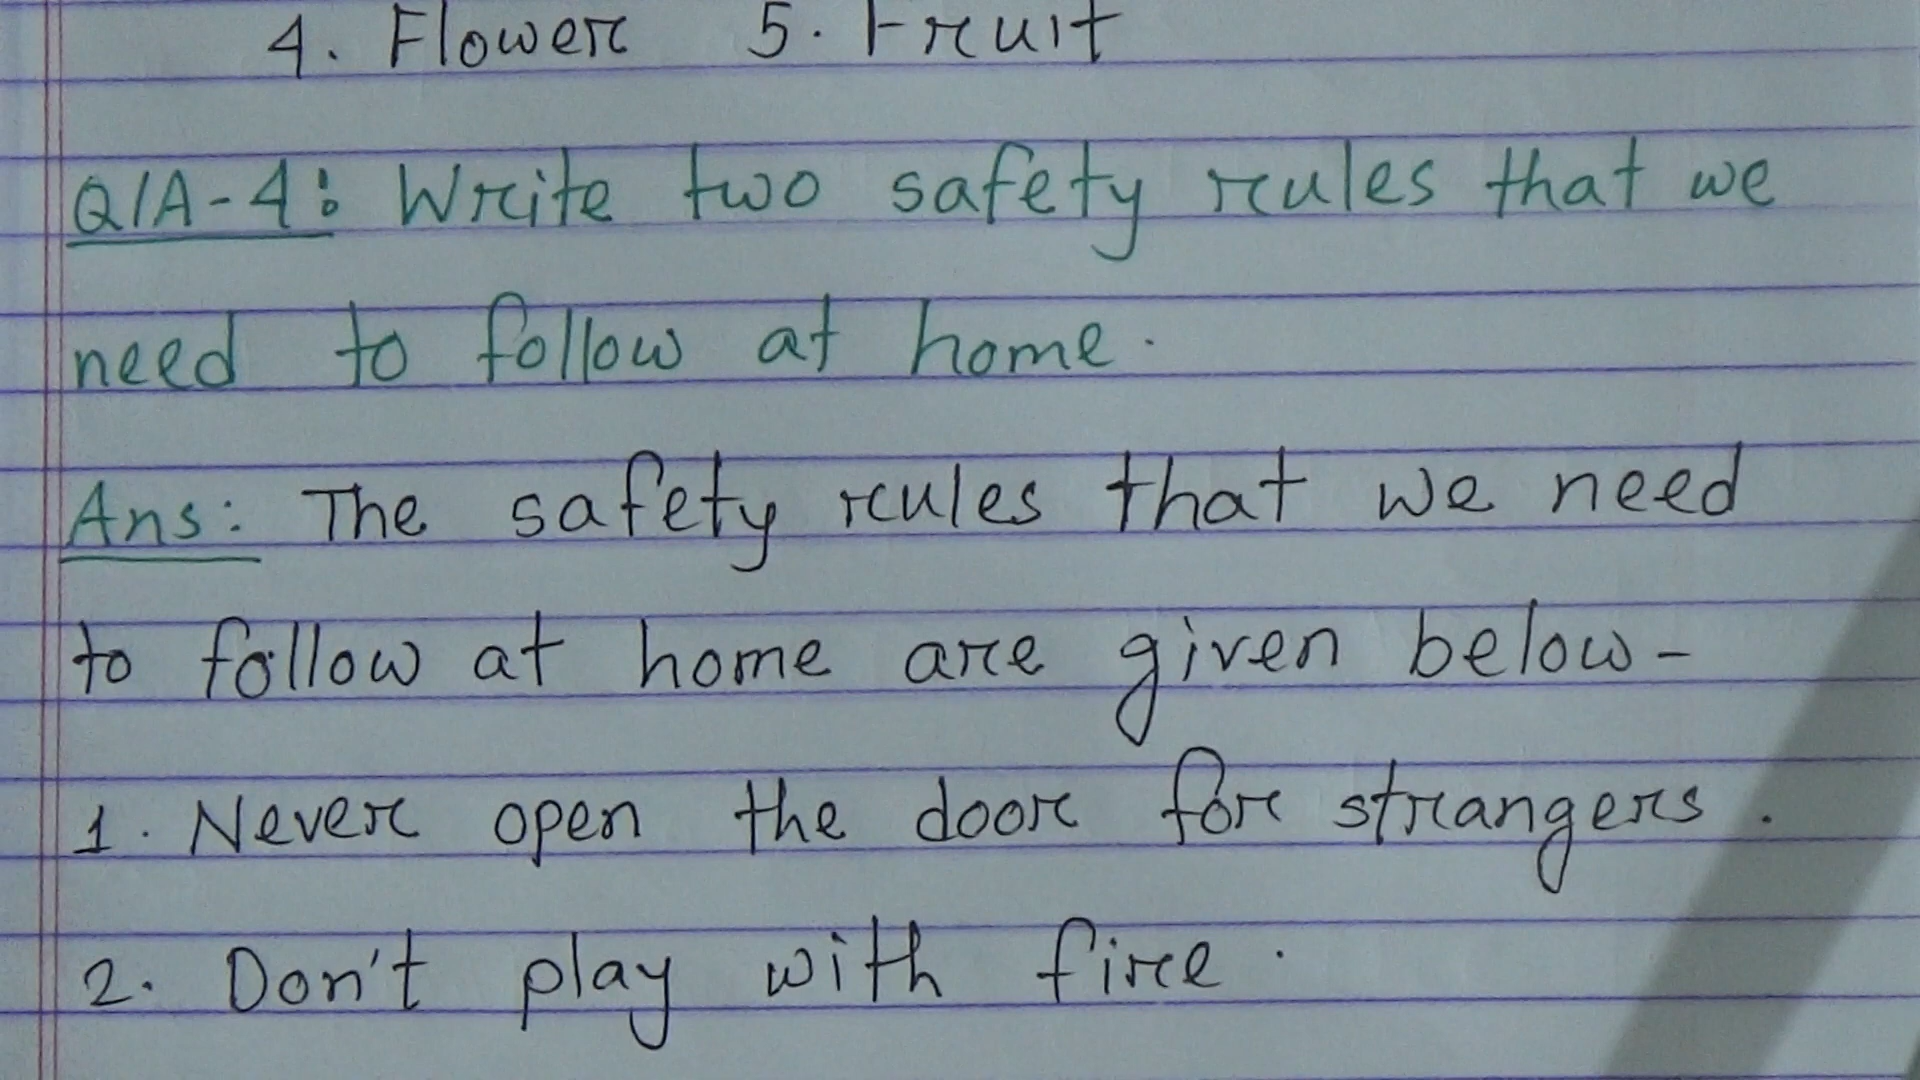 4. Flower 5. Fruit
Q/A-4: Write two safety rules that we
need to follow at home.
Ans: The safety rules that we need
to follow at home are given below-
1. Never open the door for strangers.
2. Don't play with fire.